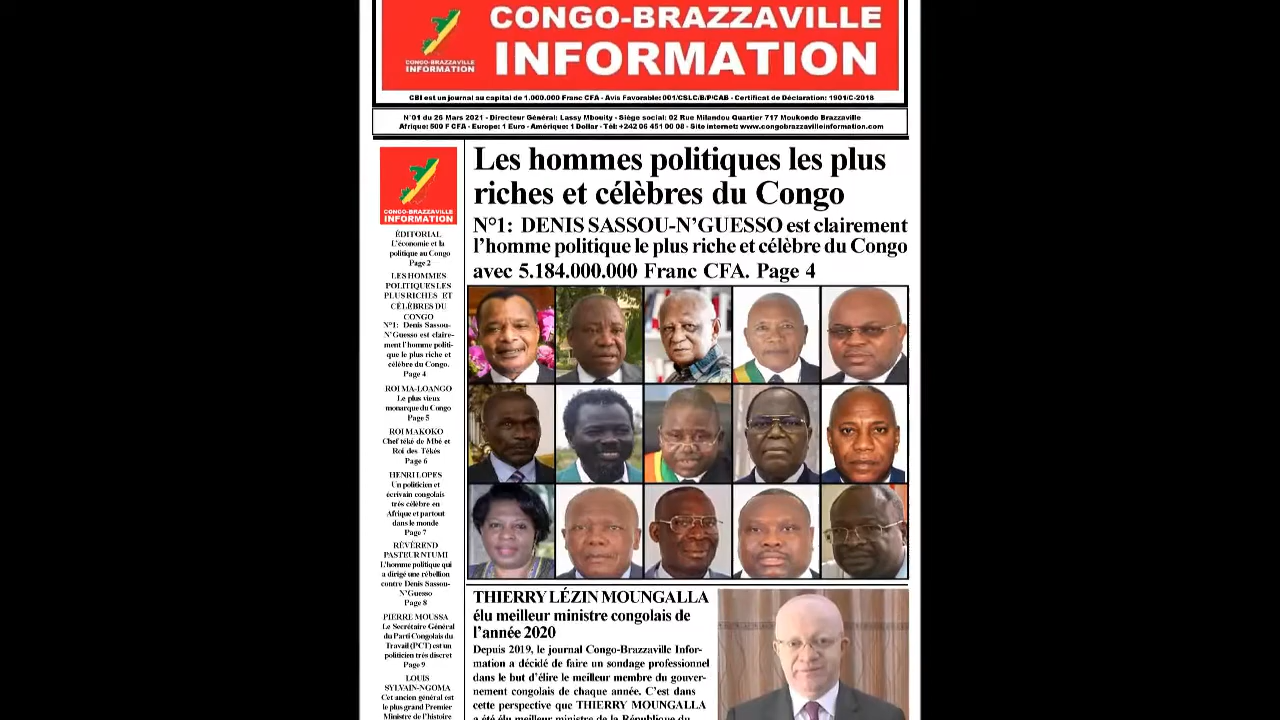 CONGO-BRAZZAVILLE
INFORMATION
CONGO-BRAZZAVILLE
INFORMATION
CBI est un journal au capital de 1.000.000 Franc CFA - Avis Favorable: 001/CSLC/B/P/CAB - Certificat de Déclaration: 1901/C-2018
N°01 du 26 Mars 2021 - Directeur Général: Lassy Mbouity - Siège social: 02 Rue Milandou Quartier 717 Moukondo Brazzaville
Afrique: 500 F CFA - Europe: 1 Euro - Amérique: 1 Dollar - Tél: +242 06 451 00 08 - Site internet: www.congobrazzavilleinformation.com
CONGO-BRAZZAVILLE
INFORMATION
ÉDITORIAL
L'économie et la
politique au Congo
Page 2
LES HOMMES
POLITIQUES LES
PLUS RICHES ET
CÉLÈBRES DU
CONGO
N°1: Denis Sassou-
N'Guesso est claire-
ment l'homme politi-
que le plus riche et
célèbre du Congo.
Page 4
ROI MA-LOANGO
Le plus vieux
monarque du Congo
Page 5
ROI MAKOKO
Chef téké de Mbé et
Roi des Tékés
Page 6
HENRI LOPES
Un politicien et
écrivain congolais
très célèbre en
Afrique et partout
dans le monde
Page 7
RÉVÉREND
PASTEUR NTUMI
L'homme politique qui
a dirigé une rébellion
contre Denis Sassou-
N'Guesso
Page 8
PIERRE MOUSSA
Le Secrétaire Général
du Parti Congolais du
Travail (PCT) est un
politicien très discret
Page 9
LOUIS
SYLVAIN-NGOMA
Cet ancien général est
le plus grand Premier
Ministre de l'histoire
Les hommes politiques les plus
riches et célèbres du Congo
N°1: DENIS SASSOU-N'GUESSO est clairement
l'homme politique le plus riche et célèbre du Congo
avec 5.184.000.000 Franc CFA. Page 4
THIERRY LÉZIN MOUNGALLA
élu meilleur ministre congolais de
l'année 2020
Depuis 2019, le journal Congo-Brazzaville Infor-
mation a décidé de faire un sondage professionnel
dans le but d'élire le meilleur membre du gouver-
nement congolais de chaque année. C'est dans
cette perspective que THIERRY MOUNGALLA
a été élu meilleur ministre de la République du